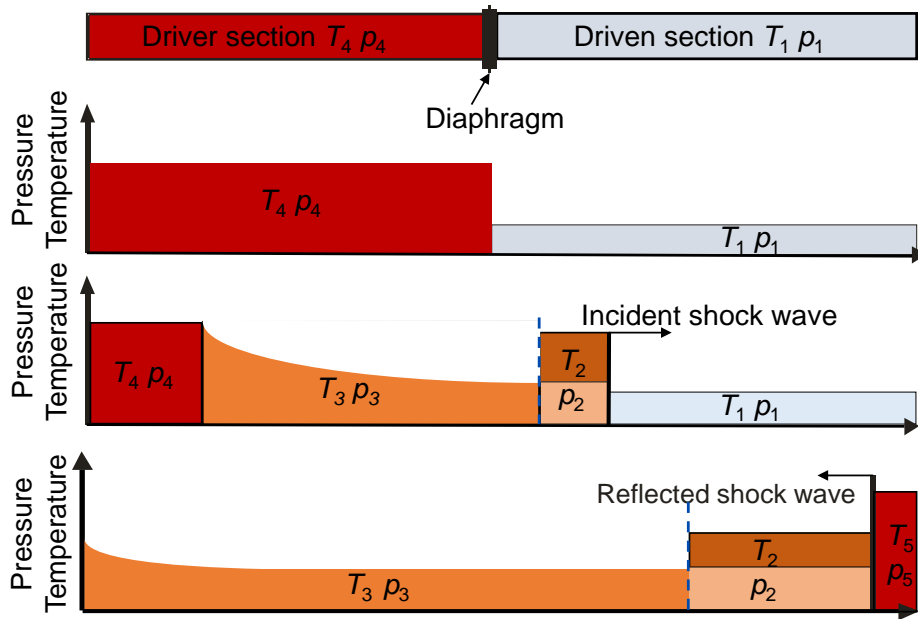 Driver section T₄ p₄
Driven section T₁ p₁
Diaphragm
Pressure
Temperature
T₄ p₄
T₁ p₁
Pressure
Temperature
Incident shock wave
T₄ p₄
T₃ p₃
T₂
p₂
T₁ p₁
Pressure
Temperature
Reflected shock wave
T₃ p₃
T₂
p₂
T₅
p₅